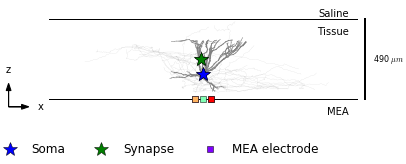 Saline
Tissue
490 μm
z
x
MEA
Soma
Synapse
MEA electrode